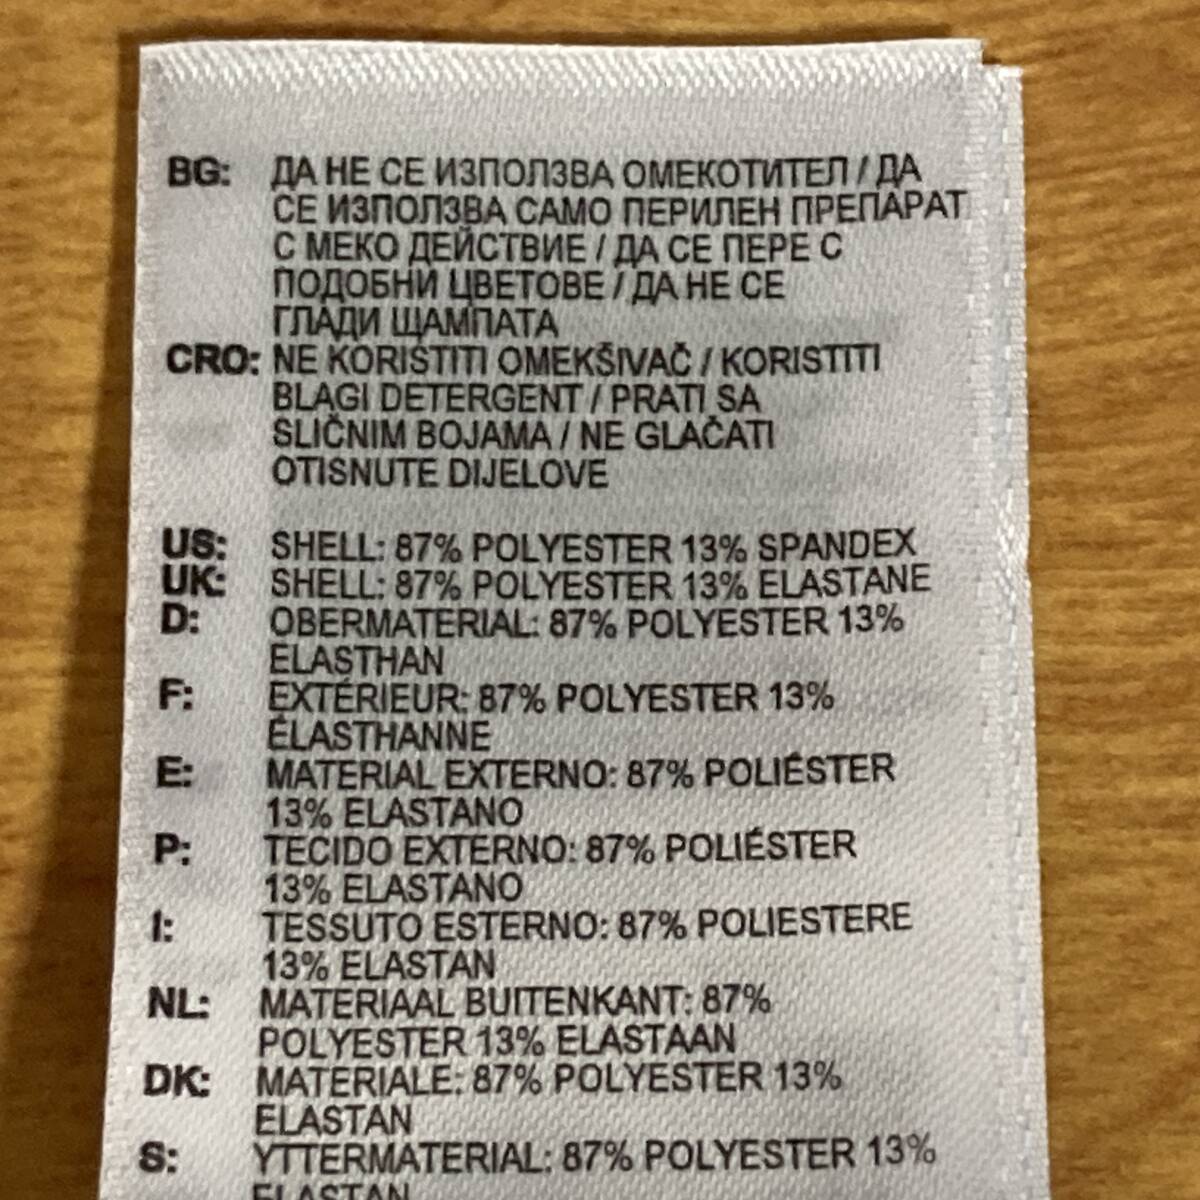 BG: ДА НЕ СЕ ИЗПОЛЗВА ОМЕКОТИТЕЛ / ДА
СЕ ИЗПОЛЗВА САМО ПЕРИЛЕН ПРЕПАРАТ
С МЕКО ДЕЙСТВИЕ / ДА СЕ ПЕРЕ С
ПОДОБНИ ЦВЕТОВЕ / ДА НЕ СЕ
ГЛАДИ ЩАМПАТА
CRO: NE KORISTITI OMEKŠIVAČ / KORISTITI
BLAGI DETERGENT / PRATI SA
SLIČNIM BOJAMA / NE GLAČATI
OTISNUTE DIJELOVE
US: SHELL: 87% POLYESTER 13% SPANDEX
UK: SHELL: 87% POLYESTER 13% ELASTANE
D: OBERMATERIAL: 87% POLYESTER 13%
ELASTHAN
F: EXTÉRIEUR: 87% POLYESTER 13%
ÉLASTHANNE
E: MATERIAL EXTERNO: 87% POLIÉSTER
13% ELASTANO
P: TECIDO EXTERNO: 87% POLIÉSTER
13% ELASTANO
I: TESSUTO ESTERNO: 87% POLIESTERE
13% ELASTAN
NL: MATERIAAL BUITENKANT: 87%
POLYESTER 13% ELASTAAN
DK: MATERIALE: 87% POLYESTER 13%
ELASTAN
S: YTTERMATERIAL: 87% POLYESTER 13%
ELASTAN